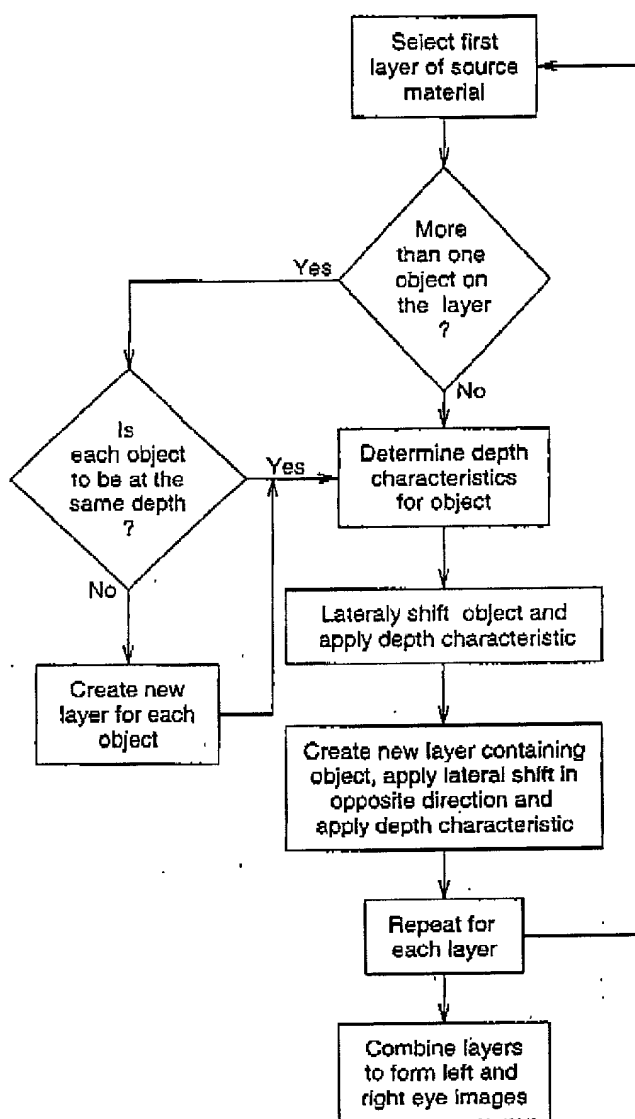 Select first
layer of source
material
More
than one
object on
the layer
?
Yes
No
Is
each object
to be at the
same depth
?
Yes
No
Determine depth
characteristics
for object
Lateraly shift object and
apply depth characteristic
Create new
layer for each
object
Create new layer containing
object, apply lateral shift in
opposite direction and
apply depth characteristic
Repeat for
each layer
Combine layers
to form left and
right eye images